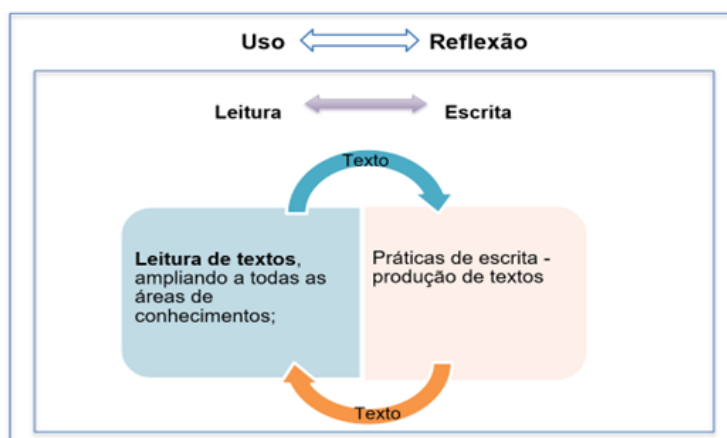 Uso Reflexão
Leitura Escrita
Texto
Leitura de textos,
ampliando a todas as
áreas de
conhecimentos;
Práticas de escrita -
produção de textos
Texto